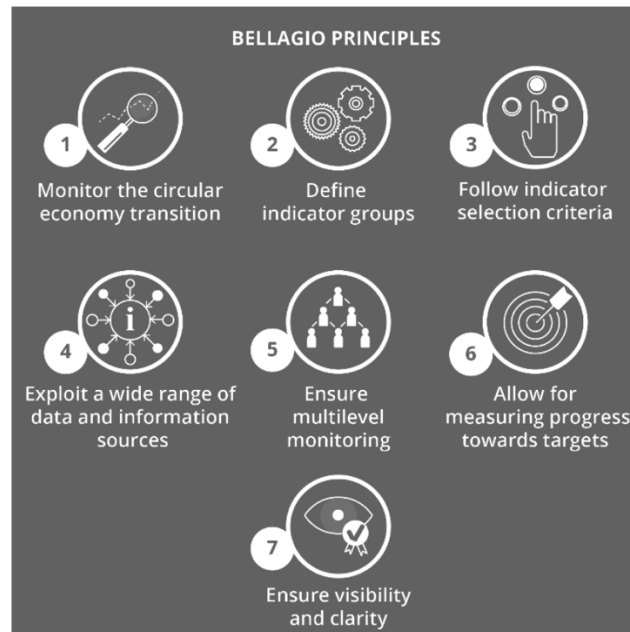 BELLAGIO PRINCIPLES
1
Monitor the circular
economy transition
2
Define
indicator groups
3
Follow indicator
selection criteria
4
i
Exploit a wide range of
data and information
sources
5
Ensure
multilevel
monitoring
6
Allow for
measuring progress
towards targets
7
Ensure visibility
and clarity